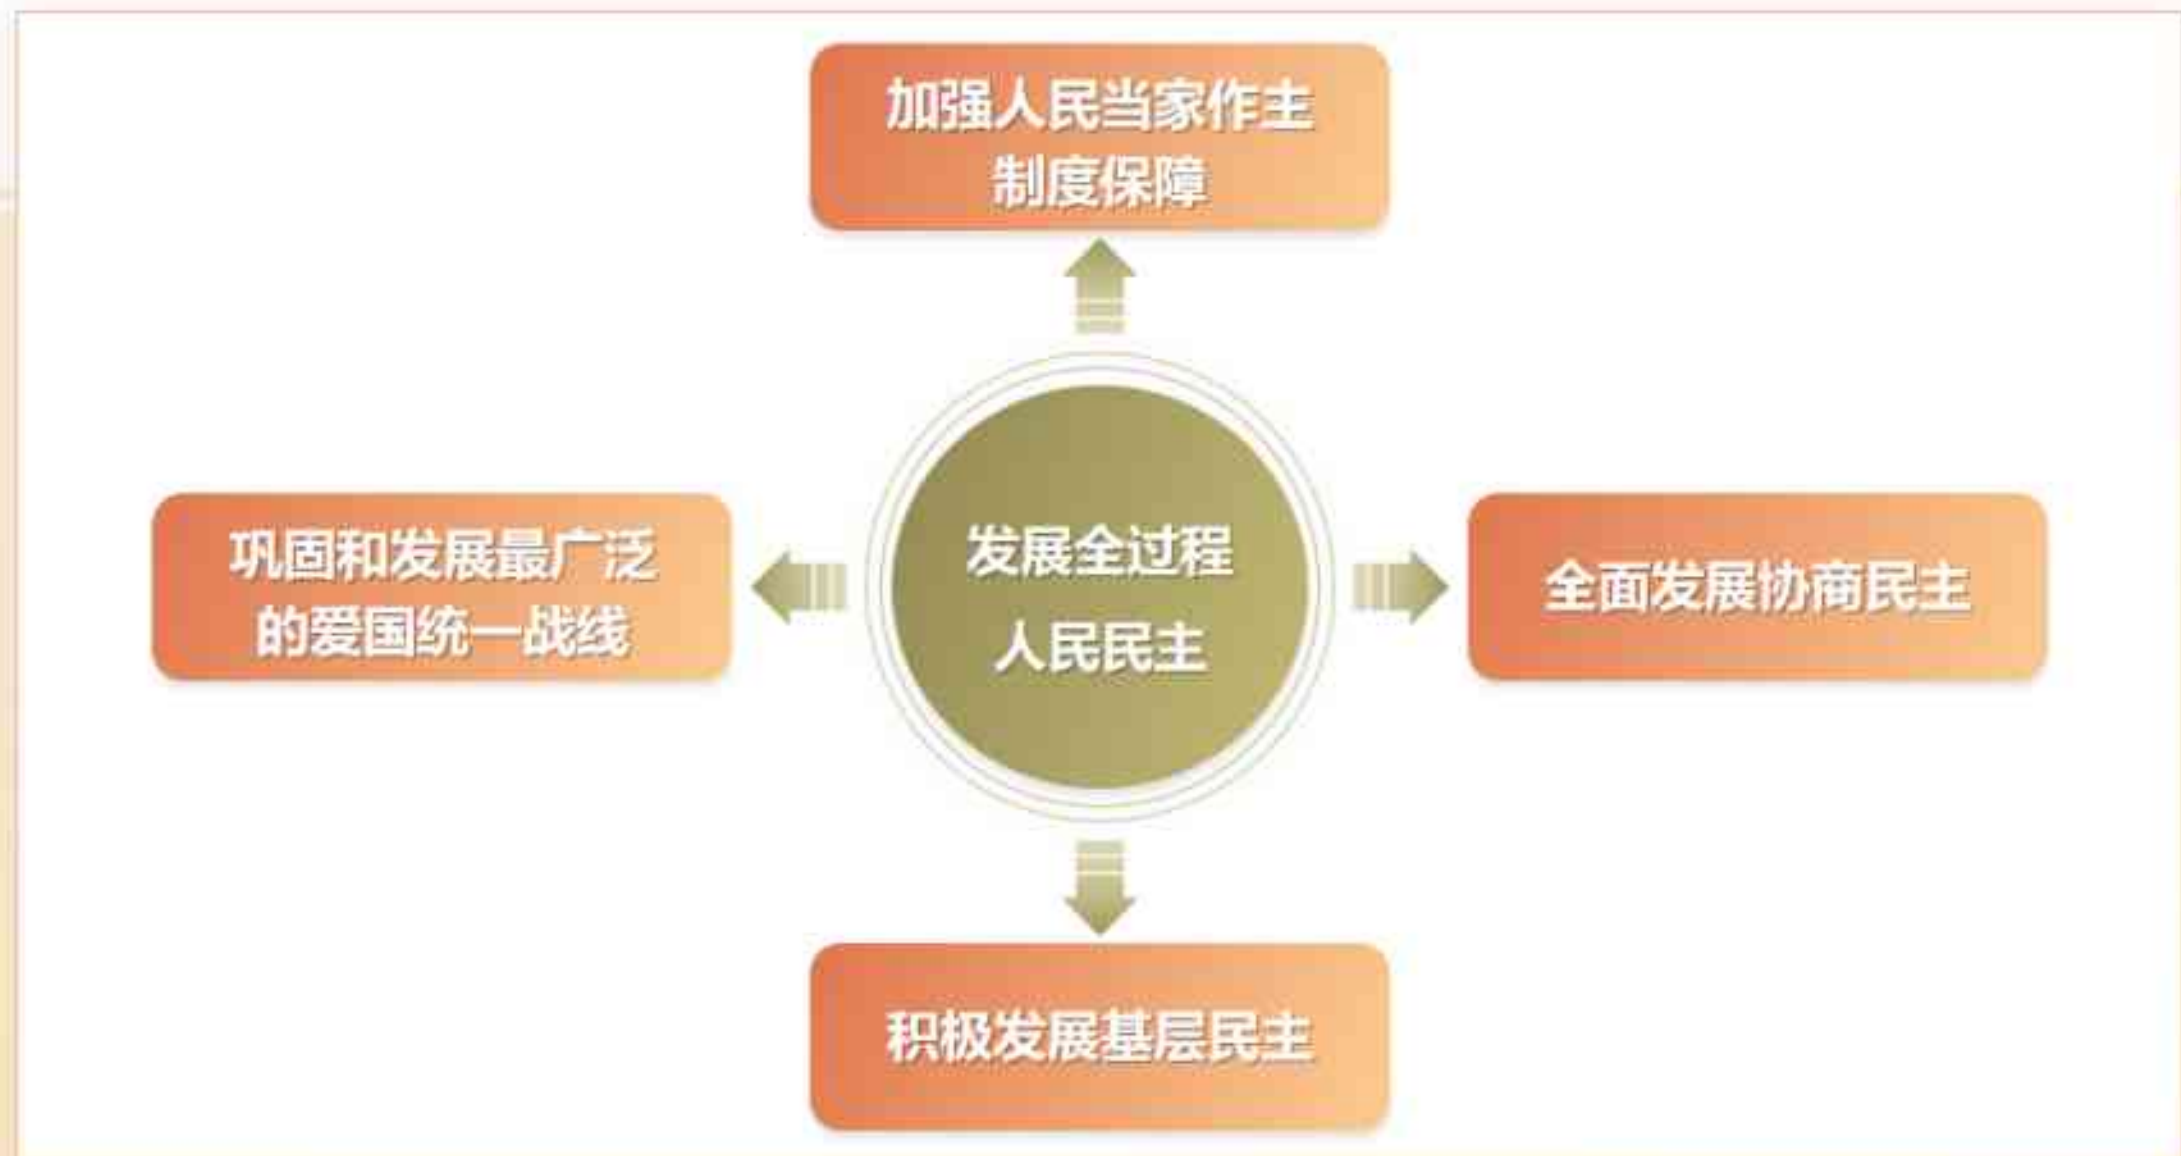 加强人民当家作主
制度保障
巩固和发展最广泛
的爱国统一战线
发展全过程
人民民主
全面发展协商民主
积极发展基层民主